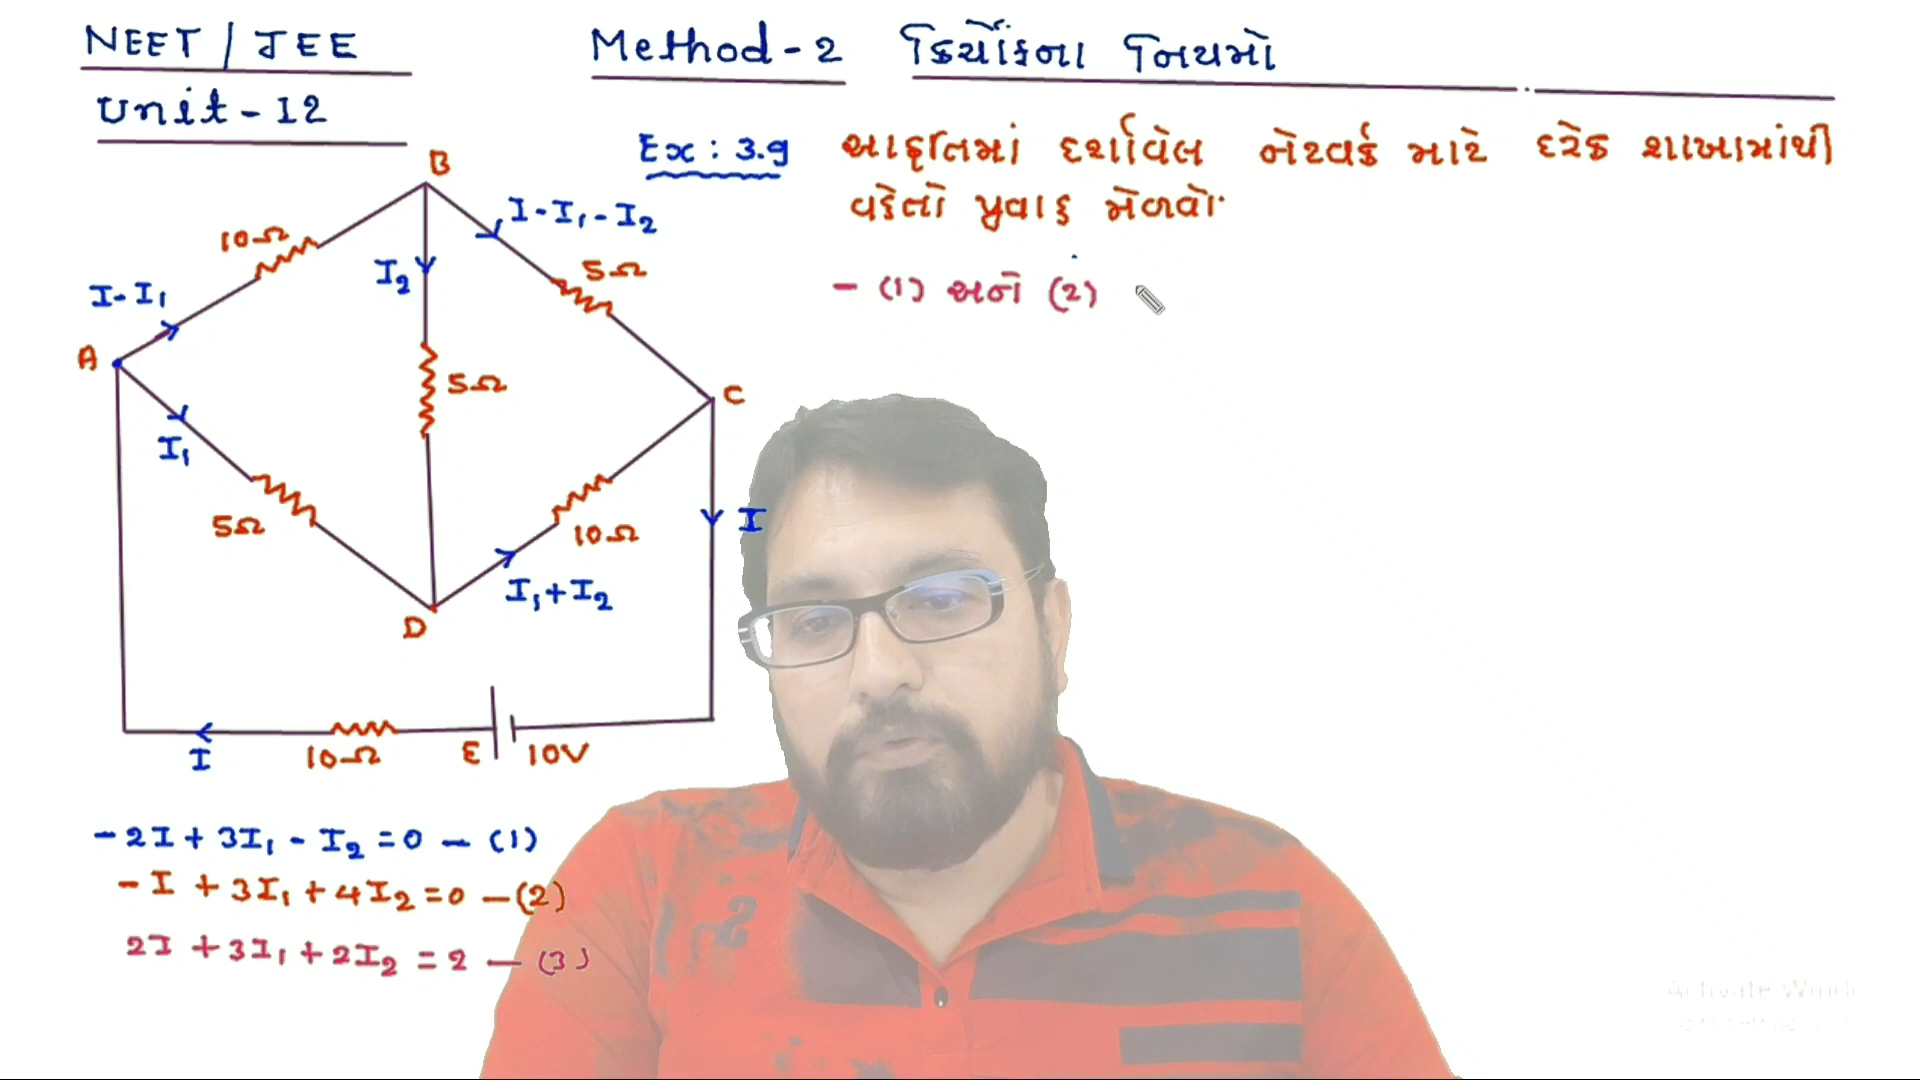 NEET / JEE
Unit - 12
Method - 2 કિર્ચોફના નિયમો
Ex : 3.9 આકૃતિમાં દર્શાવેલ નેટવર્ક માટે દરેક શાખામાંથી
વહેતો પ્રવાહ મેળવો.
- (1) અને (2)
B
I - I₁ - I₂
10Ω
I₂
5Ω
I - I₁
A
5Ω
C
I₁
5Ω
10Ω
I
I₁ + I₂
D
I
10Ω
E
10V
- 2I + 3I₁ - I₂ = 0 - (1)
- I + 3I₁ + 4I₂ = 0 - (2)
2I + 3I₁ + 2I₂ = 2 - (3)